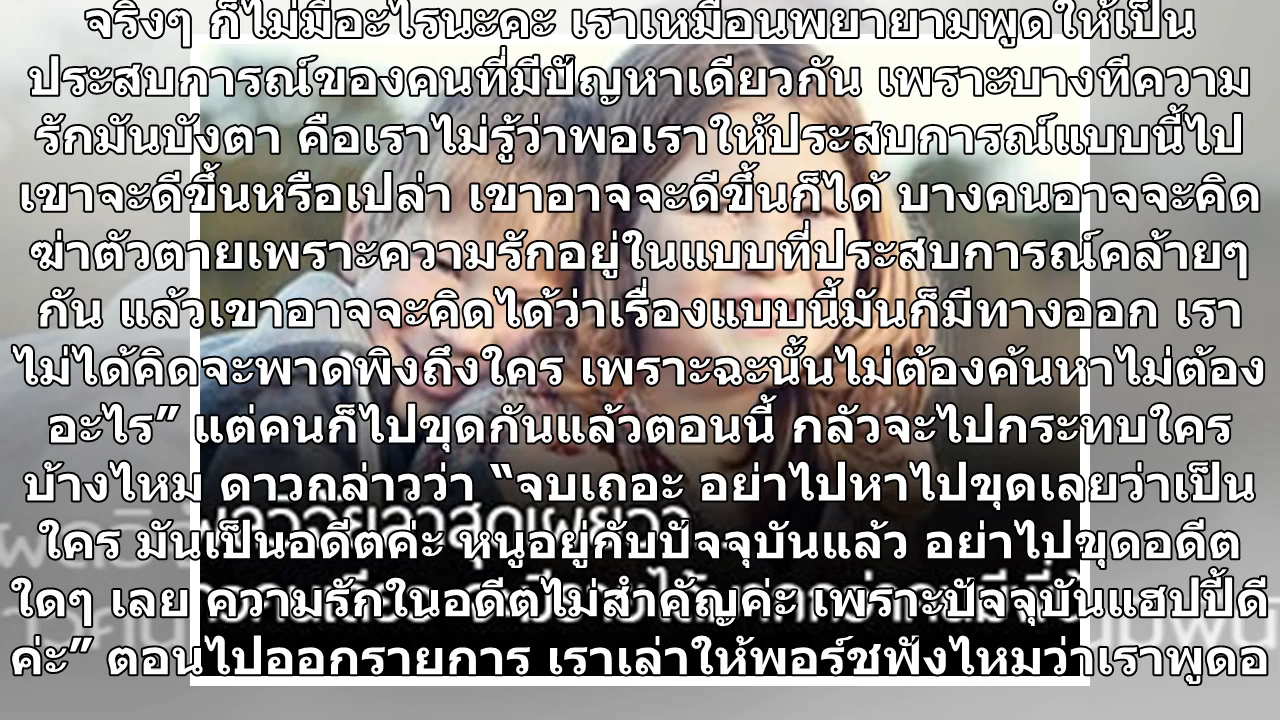 จริงๆ ก็ไม่มีอะไรนะคะ เราเหมือนพยายามพูดให้เป็น
ประสบการณ์ของคนที่มีปัญหาเดียวกัน เพราะบางทีความ
รักมันบังตา คือเราไม่รู้ว่าพอเราให้ประสบการณ์แบบนี้ไป
เขาจะดีขึ้นหรือเปล่า เขาอาจจะดีขึ้นก็ได้ บางคนอาจจะคิด
ฆ่าตัวตายเพราะความรักอยู่ในแบบที่ประสบการณ์คล้ายๆ
กัน แล้วเขาอาจจะคิดได้ว่าเรื่องแบบนี้มันก็มีทางออก เรา
ไม่ได้คิดจะพาดพิงถึงใคร เพราะฉะนั้นไม่ต้องค้นหาไม่ต้อง
อะไร” แต่คนก็ไปขุดกันแล้วตอนนี้ กลัวจะไปกระทบใคร
บ้างไหม ดาวกล่าวว่า “จบเถอะ อย่าไปหาไปขุดเลยว่าเป็น
ใคร มันเป็นอดีตค่ะ หนูอยู่กับปัจจุบันแล้ว อย่าไปขุดอดีต
ใดๆ เลย ความรักในอดีตไม่สำคัญค่ะ เพราะปัจจุบันแฮปปี้ดี
ค่ะ” ตอนไปออกรายการ เราเล่าให้พอร์ชฟังไหมว่าเราพูดอ